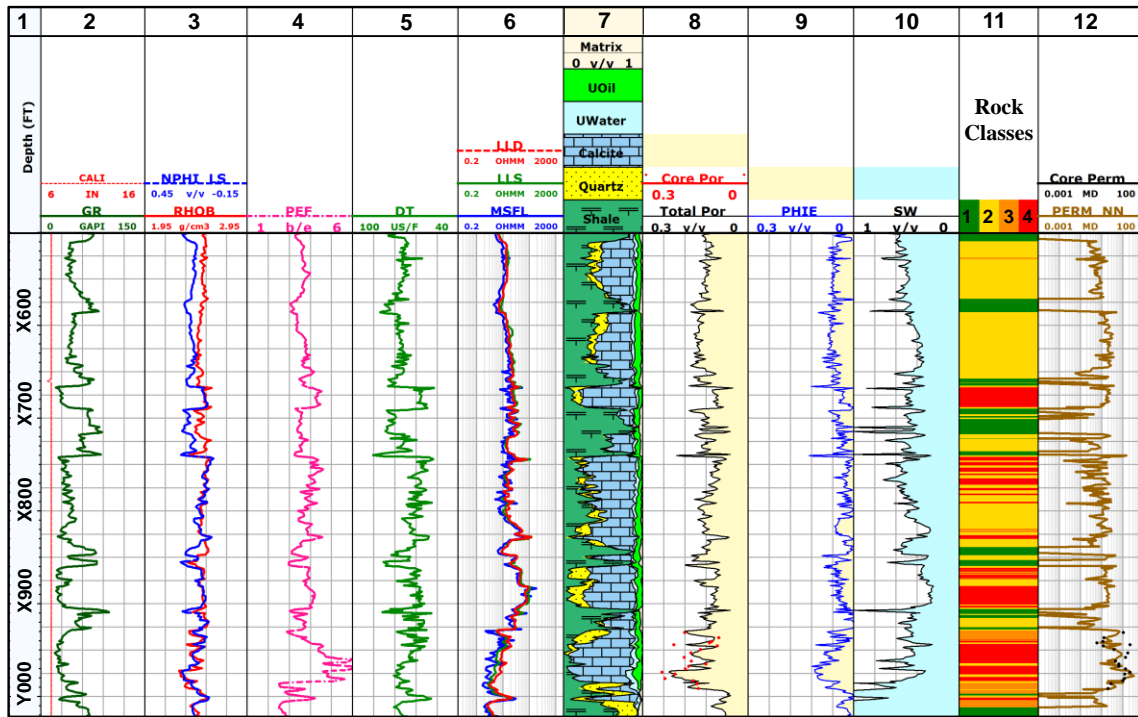 1 2 3 4 5 6 7 8 9 10 11 12
Depth (FT)
CALI
6 IN 16
GR
0 GAPI 150
NPHI_LS
0.45 v/v -0.15
RHOB
1.95 g/cm3 2.95
PEF
1 b/e 6
DT
100 US/F 40
LLD
0.2 OHMM 2000
LLS
0.2 OHMM 2000
MSFL
0.2 OHMM 2000
Matrix
0 v/v 1
UOil
UWater
Calcite
Quartz
Shale
Core Por
0.3 0
Total Por
0.3 v/v 0
PHIE
0.3 v/v 0
SW
1 v/v 0
Rock
Classes
1 2 3 4
Core Perm
0.001 MD 100
PERM_NN
0.001 MD 100
X600
X700
X800
X900
Y000